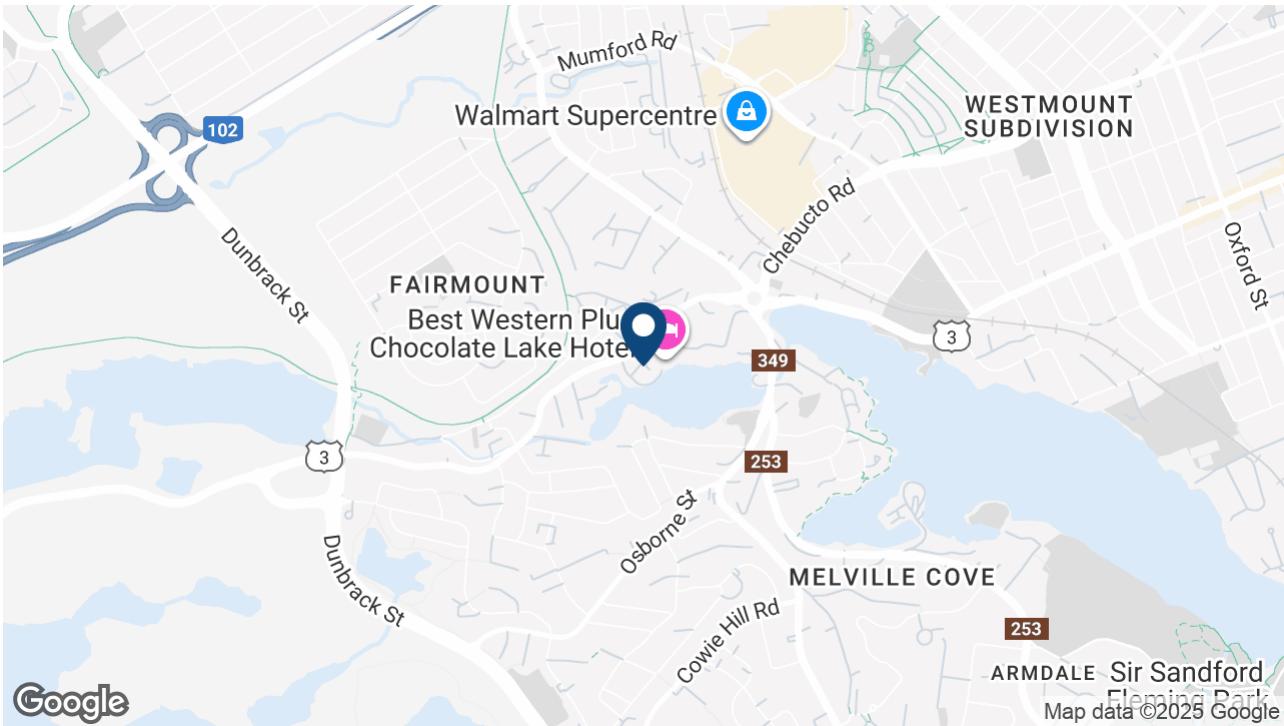 Mumford Rd
102
Walmart Supercentre
WESTMOUNT
SUBDIVISION
Chebucto Rd
Oxford St
Dunbrack St
FAIRMOUNT
Best Western Plu
Chocolate Lake Hote
3
349
3
253
Osborne St
Dunbrack St
MELVILLE COVE
Cowie Hill Rd
253
ARMDALE
Sir Sandford
Fleming Park
Google
Map data ©2025 Google